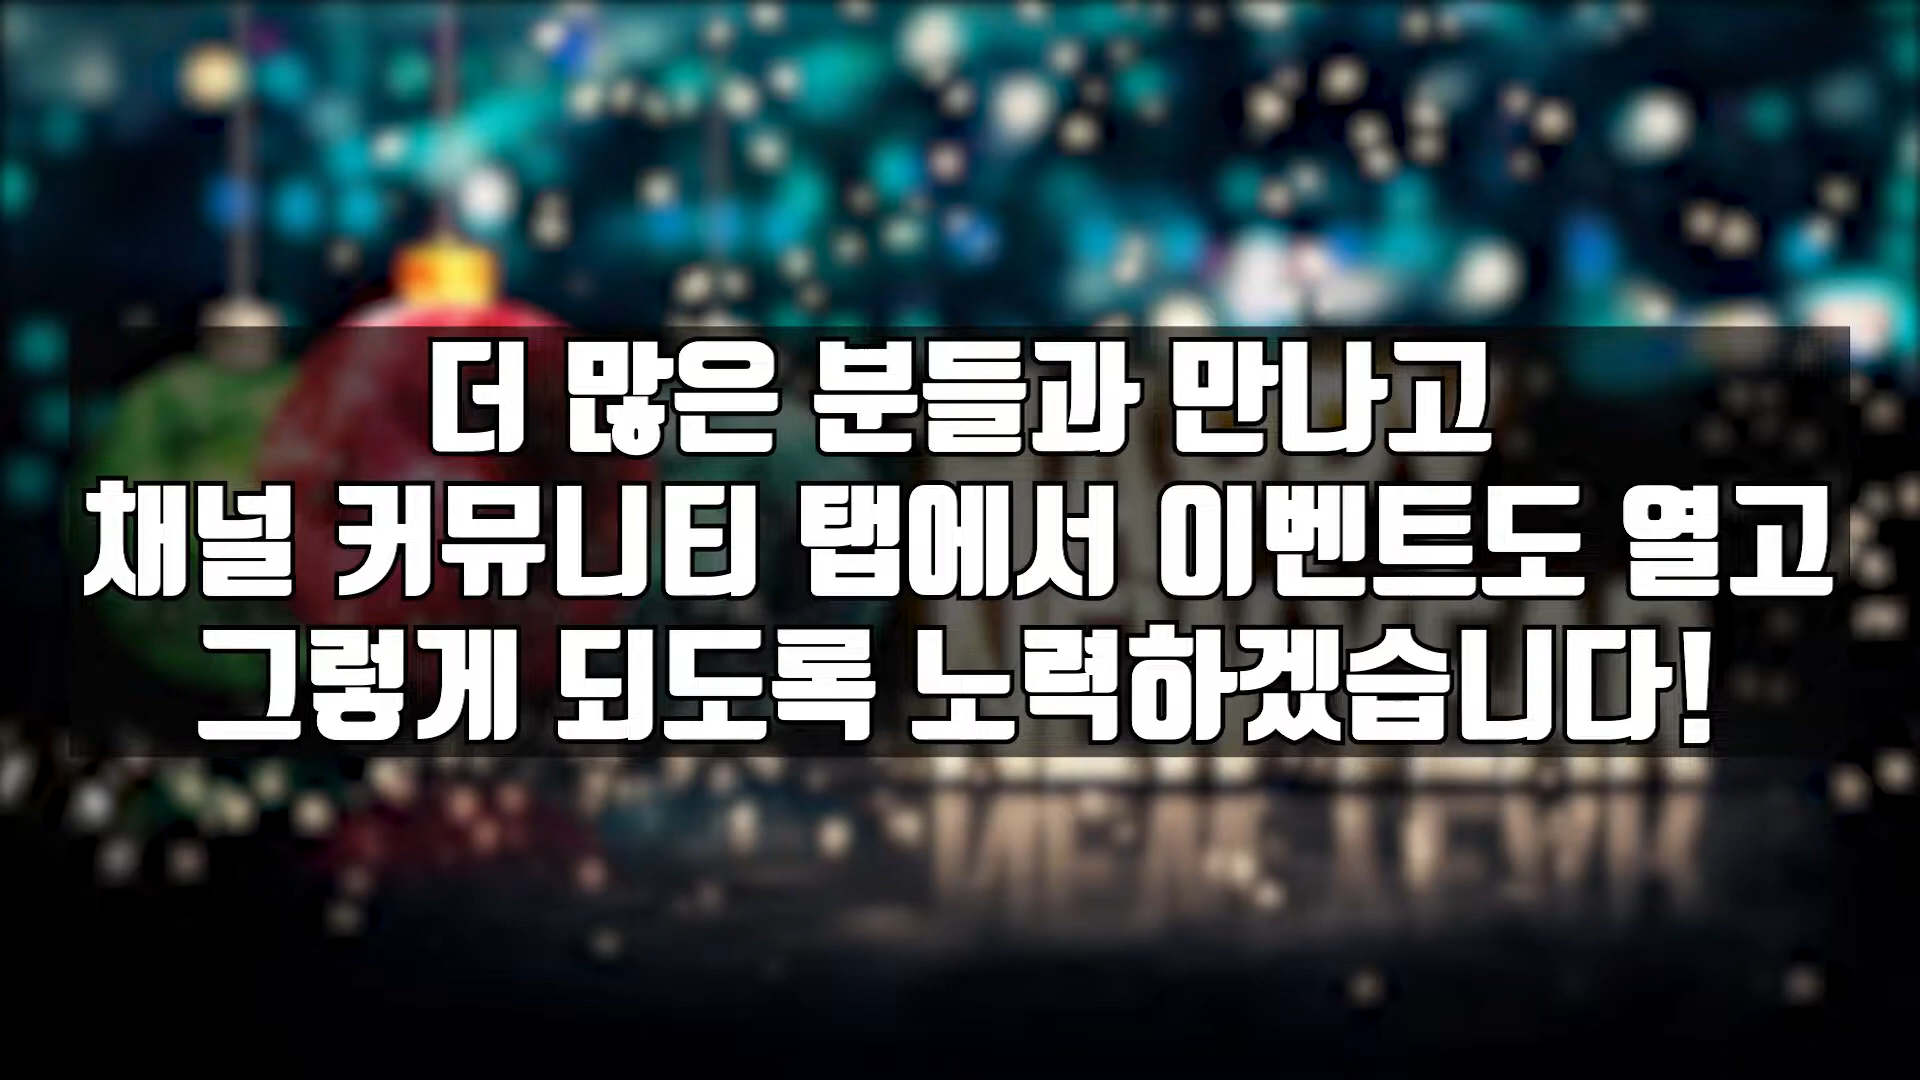 더 많은 분들과 만나고
채널 커뮤니티 탭에서 이벤트도 열고
그렇게 되도록 노력하겠습니다!